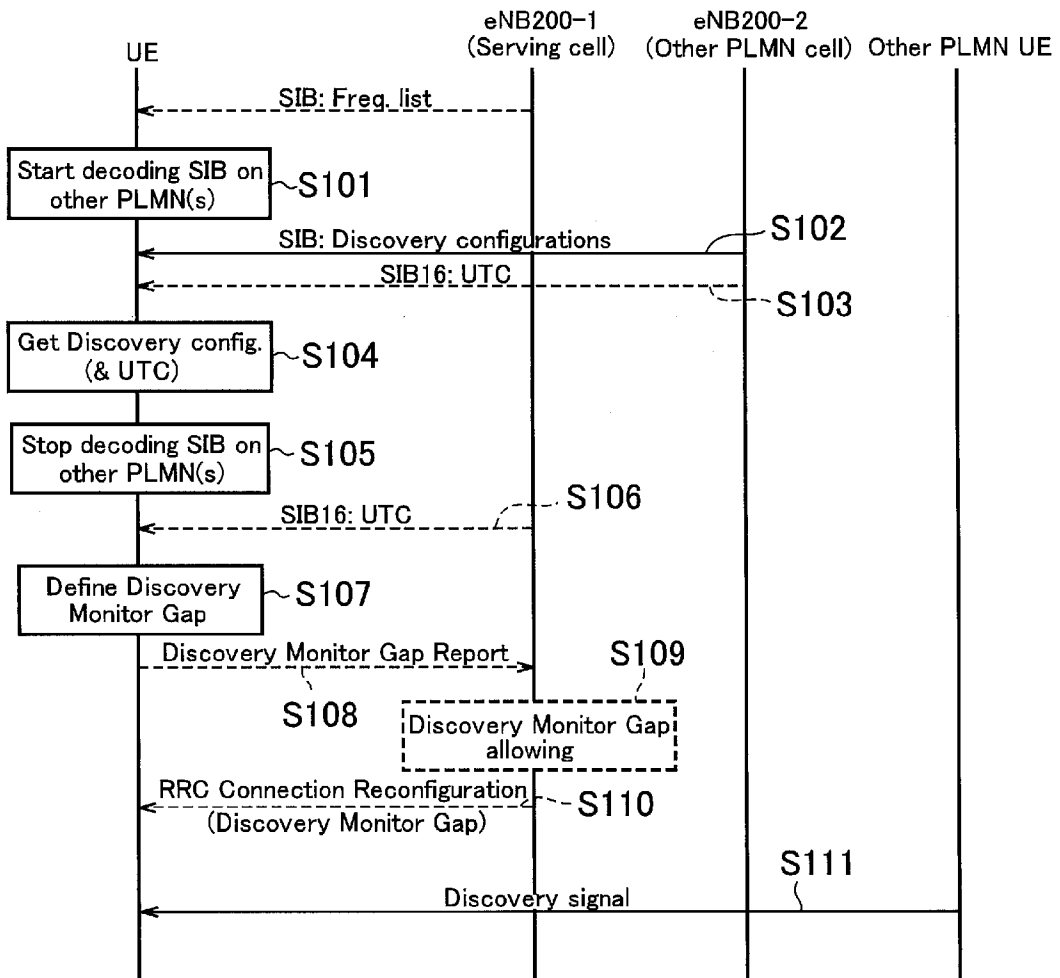 UE
eNB200-1
(Serving cell)
eNB200-2
(Other PLMN cell)
Other PLMN UE
SIB: Freq. list
Start decoding SIB on
other PLMN(s)
S101
SIB: Discovery configurations
S102
SIB16: UTC
S103
Get Discovery config.
(& UTC)
S104
Stop decoding SIB on
other PLMN(s)
S105
SIB16: UTC
S106
Define Discovery
Monitor Gap
S107
Discovery Monitor Gap Report
S108
S109
Discovery Monitor Gap
allowing
RRC Connection Reconfiguration
(Discovery Monitor Gap)
S110
S111
Discovery signal